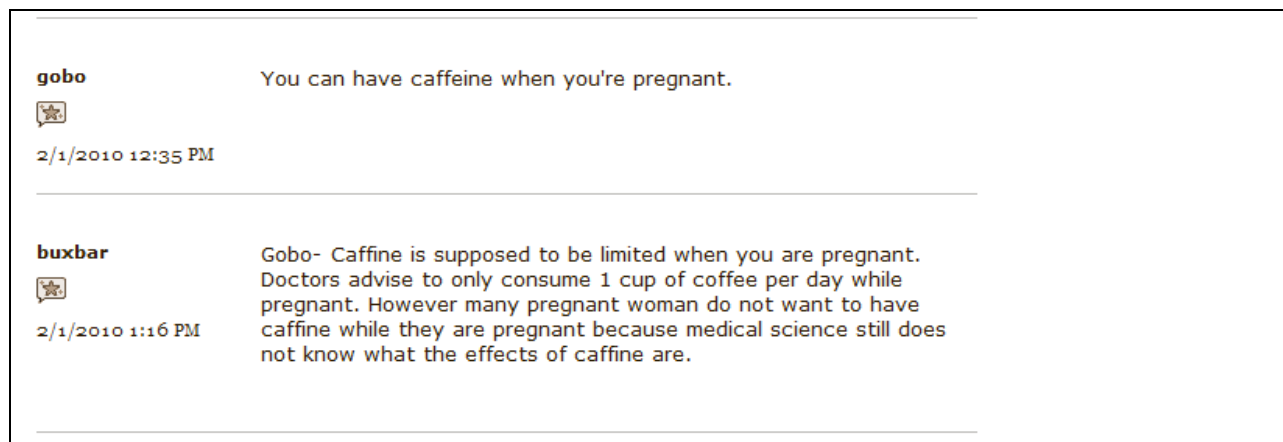 gobo
You can have caffeine when you're pregnant.
2/1/2010 12:35 PM
buxbar
Gobo- Caffine is supposed to be limited when you are pregnant.
Doctors advise to only consume 1 cup of coffee per day while
pregnant. However many pregnant woman do not want to have
caffine while they are pregnant because medical science still does
not know what the effects of caffine are.
2/1/2010 1:16 PM